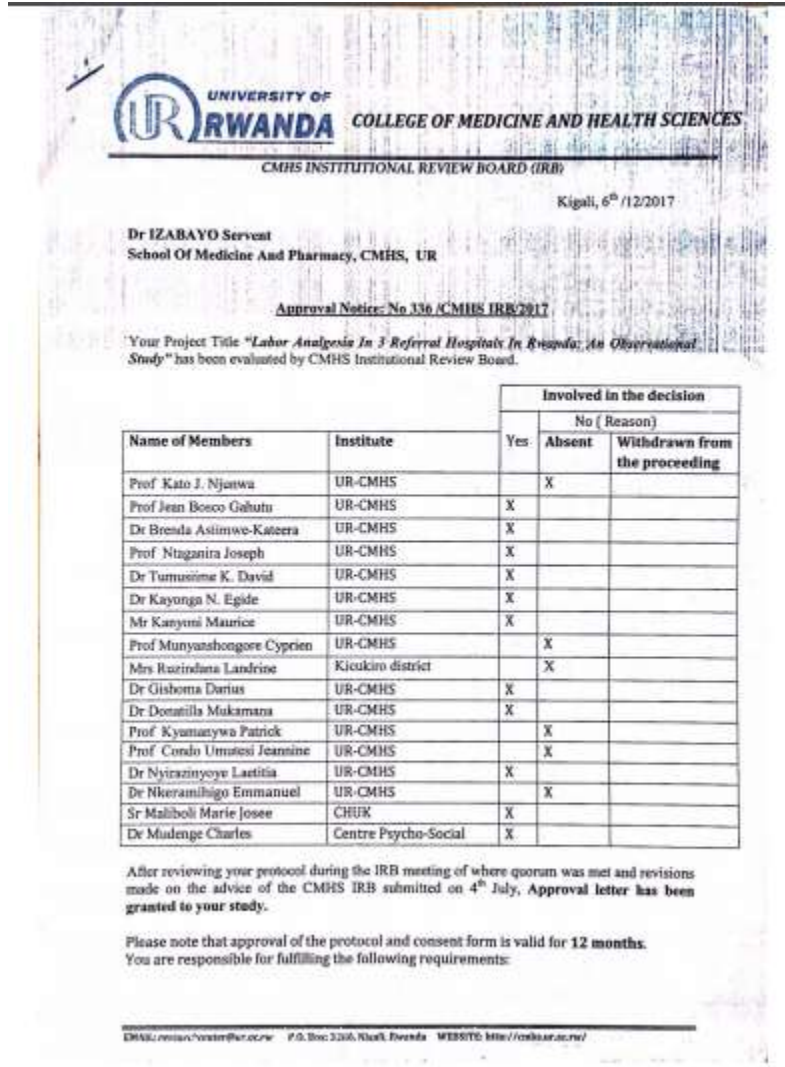 UNIVERSITY OF
UR RWANDA COLLEGE OF MEDICINE AND HEALTH SCIENCES
CMHS INSTITUTIONAL REVIEW BOARD (IRB)
Kigali, 6th /12/2017
Dr IZABAYO Servent
School Of Medicine And Pharmacy, CMHS, UR
Approval Notice: No 336 /CMHS IRB/2017
Your Project Title "Labor Analgesia In 3 Referral Hospitals In Rwanda: An Observational
Study" has been evaluated by CMHS Institutional Review Board.
Involved in the decision
No ( Reason)
Name of Members Institute Yes Absent Withdrawn from
the proceeding
Prof Kato J. Njunwa UR-CMHS X
Prof Jean Bosco Gahutu UR-CMHS X
Dr Brenda Asiimwe-Kateera UR-CMHS X
Prof Ntaganira Joseph UR-CMHS X
Dr Tumusiime K. David UR-CMHS X
Dr Kayonga N. Egide UR-CMHS X
Mr Kanyoni Maurice UR-CMHS X
Prof Munyanshongore Cyprien UR-CMHS X
Mrs Ruzindana Landrine Kicukiro district X
Dr Gishoma Darius UR-CMHS X
Dr Donatilla Mukamana UR-CMHS X
Prof Kyamanywa Patrick UR-CMHS X
Prof Condo Umutesi Jeannine UR-CMHS X
Dr Nyirazinyoye Laetitia UR-CMHS X
Dr Nkeramihigo Emmanuel UR-CMHS X
Sr Maliboli Marie Josee CHUK X
Dr Mudenge Charles Centre Psycho-Social X
After reviewing your protocol during the IRB meeting of where quorum was met and revisions
made on the advice of the CMHS IRB submitted on 4th July, Approval letter has been
granted to your study.
Please note that approval of the protocol and consent form is valid for 12 months.
You are responsible for fulfilling the following requirements:
EMAIL: P.O. Box: 3286, Kigali, Rwanda WEBSITE: